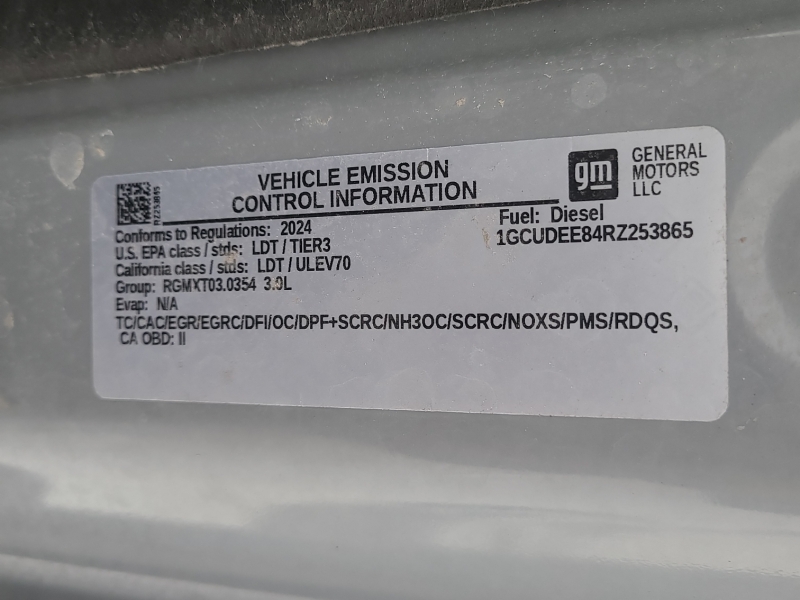 VEHICLE EMISSION
CONTROL INFORMATION
gm
GENERAL
MOTORS
LLC
RZ253865
Conforms to Regulations: 2024
Fuel: Diesel
U.S. EPA class / stds: LDT / TIER3
1GCUDEE84RZ253865
California class / stds: LDT / ULEV70
Group: RGMXT03.0354 3.0L
Evap: N/A
TC/CAC/EGR/EGRC/DFI/OC/DPF+SCRC/NH3OC/SCRC/NOXS/PMS/RDQS,
CA OBD: II